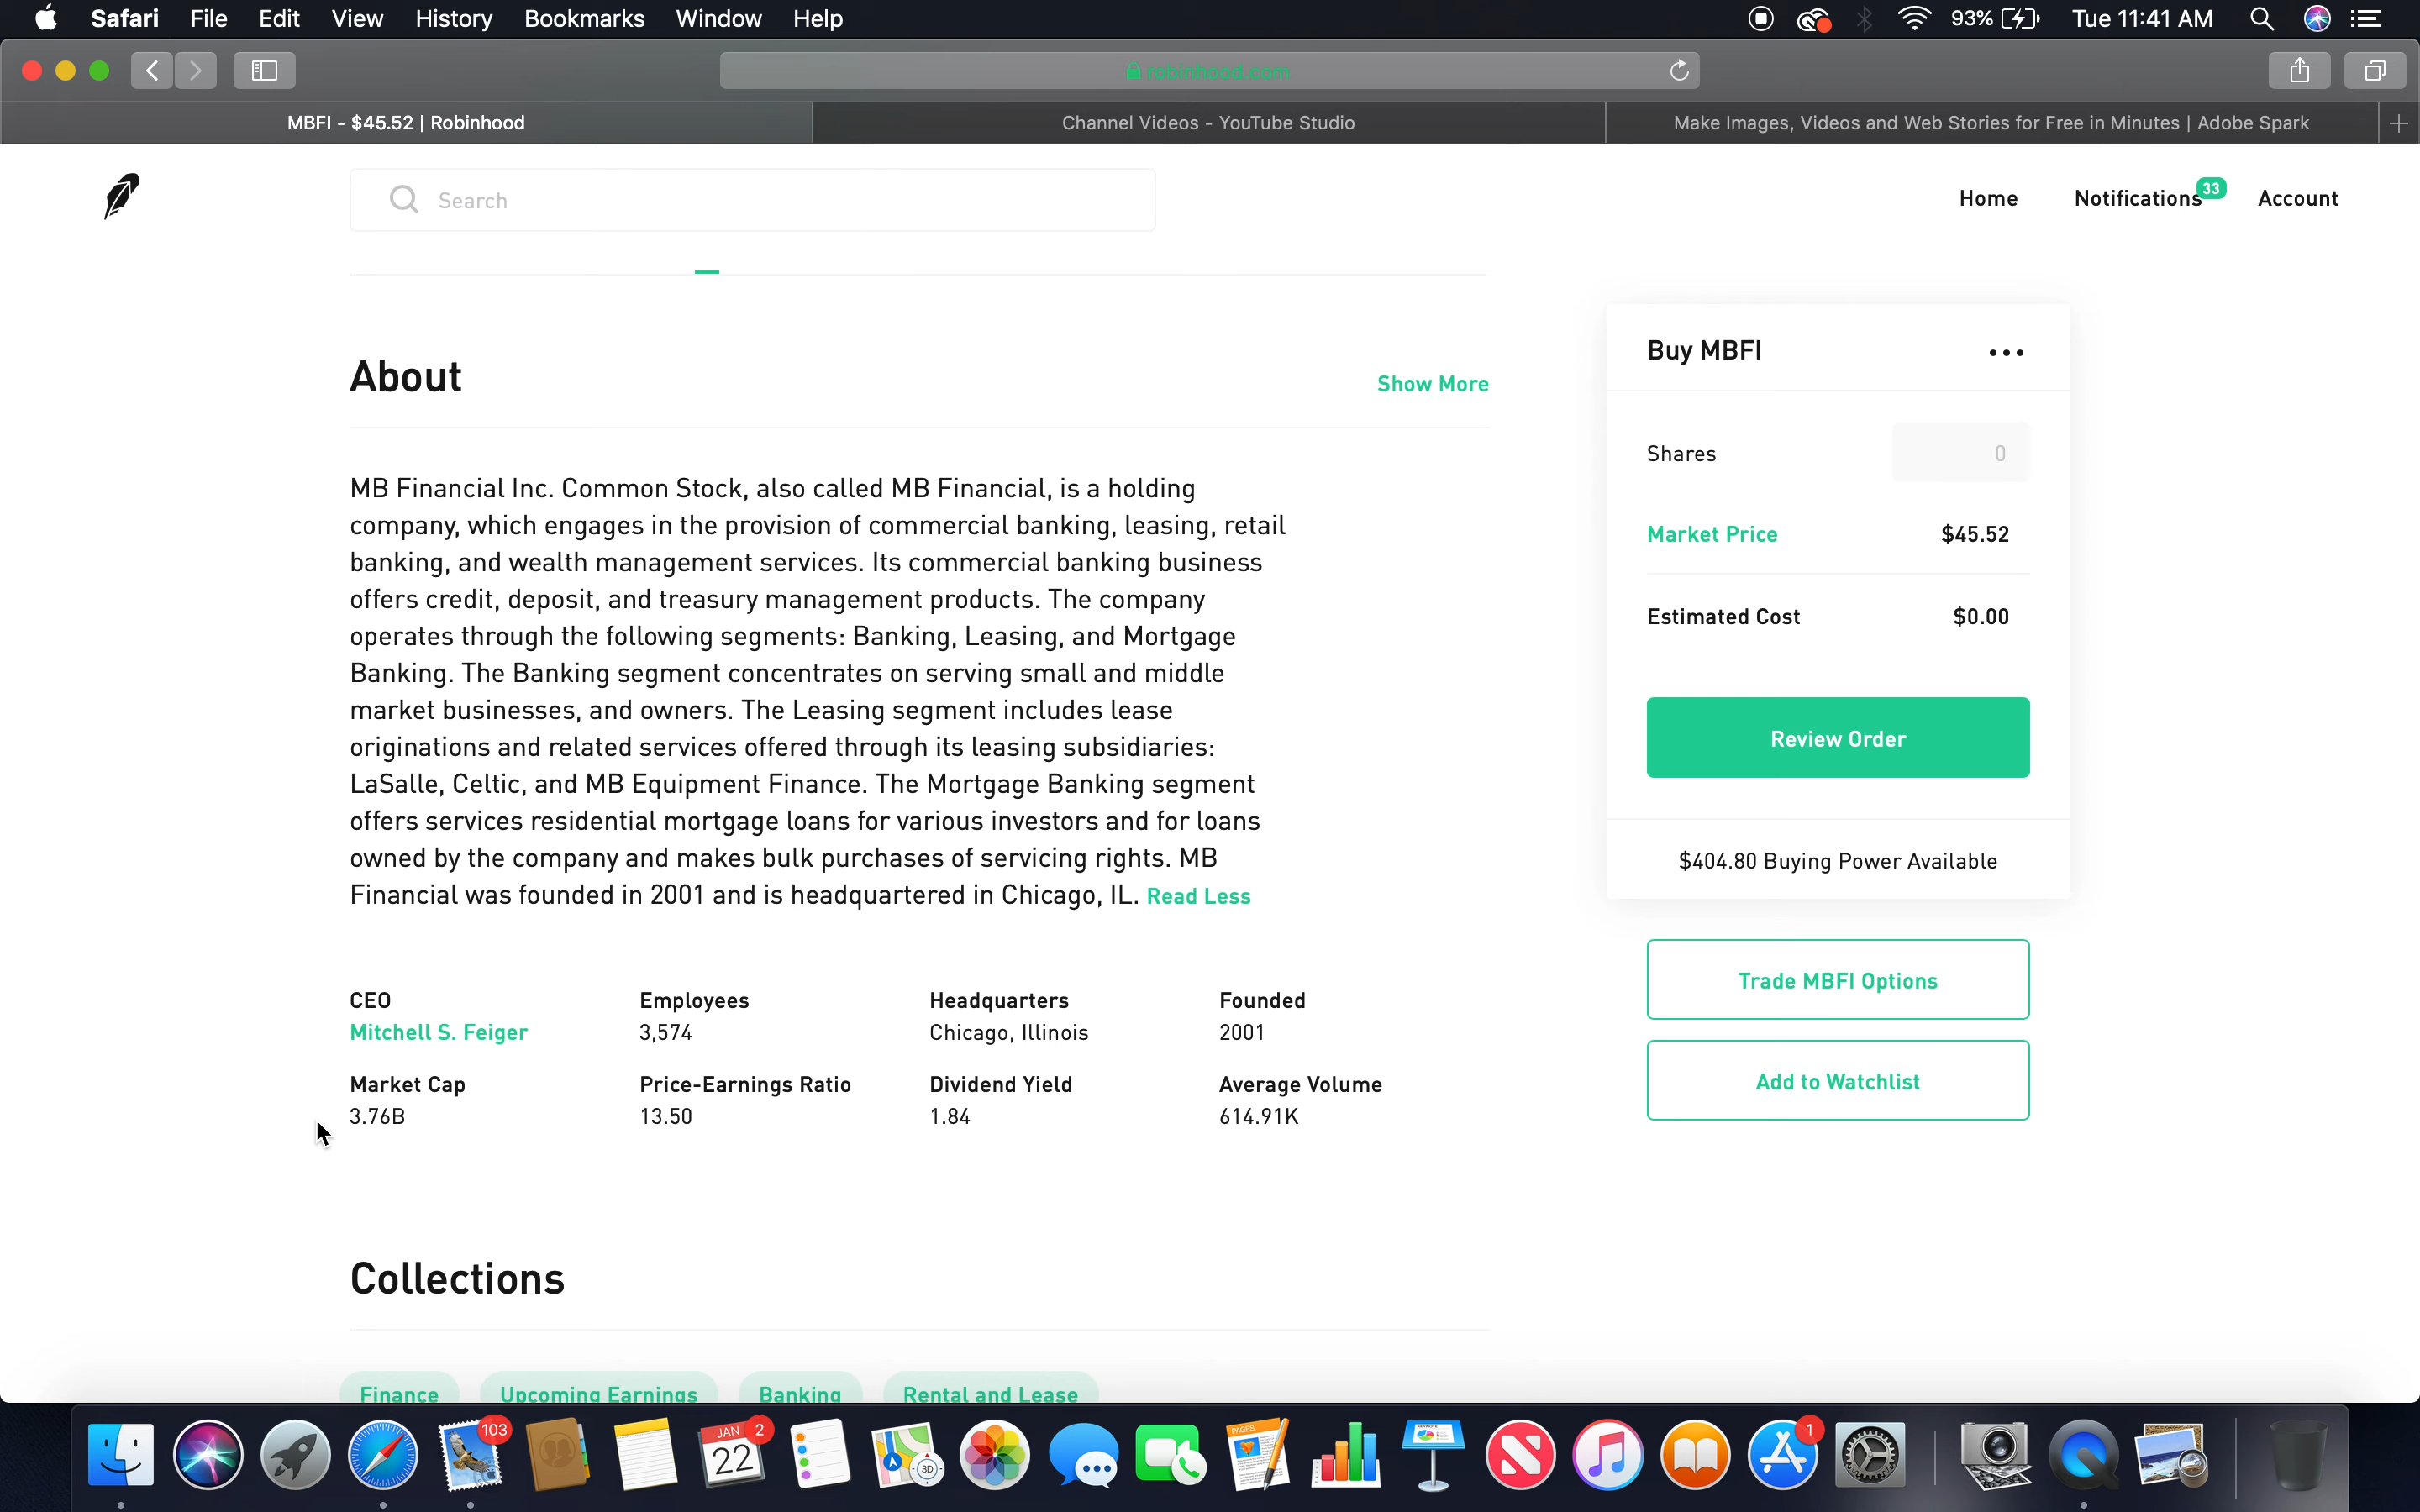 Safari File Edit View History Bookmarks Window Help 93% Tue 11:41 AM
robinhood.com
MBFI - $45.52 | Robinhood
Channel Videos - YouTube Studio
Make Images, Videos and Web Stories for Free in Minutes | Adobe Spark
Search
Home
Notifications 33
Account
About
Show More
MB Financial Inc. Common Stock, also called MB Financial, is a holding
company, which engages in the provision of commercial banking, leasing, retail
banking, and wealth management services. Its commercial banking business
offers credit, deposit, and treasury management products. The company
operates through the following segments: Banking, Leasing, and Mortgage
Banking. The Banking segment concentrates on serving small and middle
market businesses, and owners. The Leasing segment includes lease
originations and related services offered through its leasing subsidiaries:
LaSalle, Celtic, and MB Equipment Finance. The Mortgage Banking segment
offers services residential mortgage loans for various investors and for loans
owned by the company and makes bulk purchases of servicing rights. MB
Financial was founded in 2001 and is headquartered in Chicago, IL. Read Less
CEO
Mitchell S. Feiger
Employees
3,574
Headquarters
Chicago, Illinois
Founded
2001
Market Cap
3.76B
Price-Earnings Ratio
13.50
Dividend Yield
1.84
Average Volume
614.91K
Collections
Finance
Upcoming Earnings
Banking
Rental and Lease
Buy MBFI
Shares 0
Market Price $45.52
Estimated Cost $0.00
Review Order
$404.80 Buying Power Available
Trade MBFI Options
Add to Watchlist
103
JAN
22
2
3D
PAGES
1